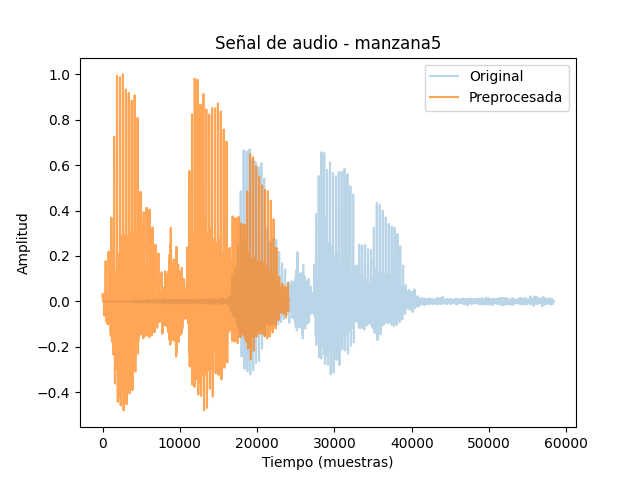 Señal de audio - manzana5
Original
Preprocesada
Amplitud
1.0
0.8
0.6
0.4
0.2
0.0
−0.2
−0.4
0 10000 20000 30000 40000 50000 60000
Tiempo (muestras)